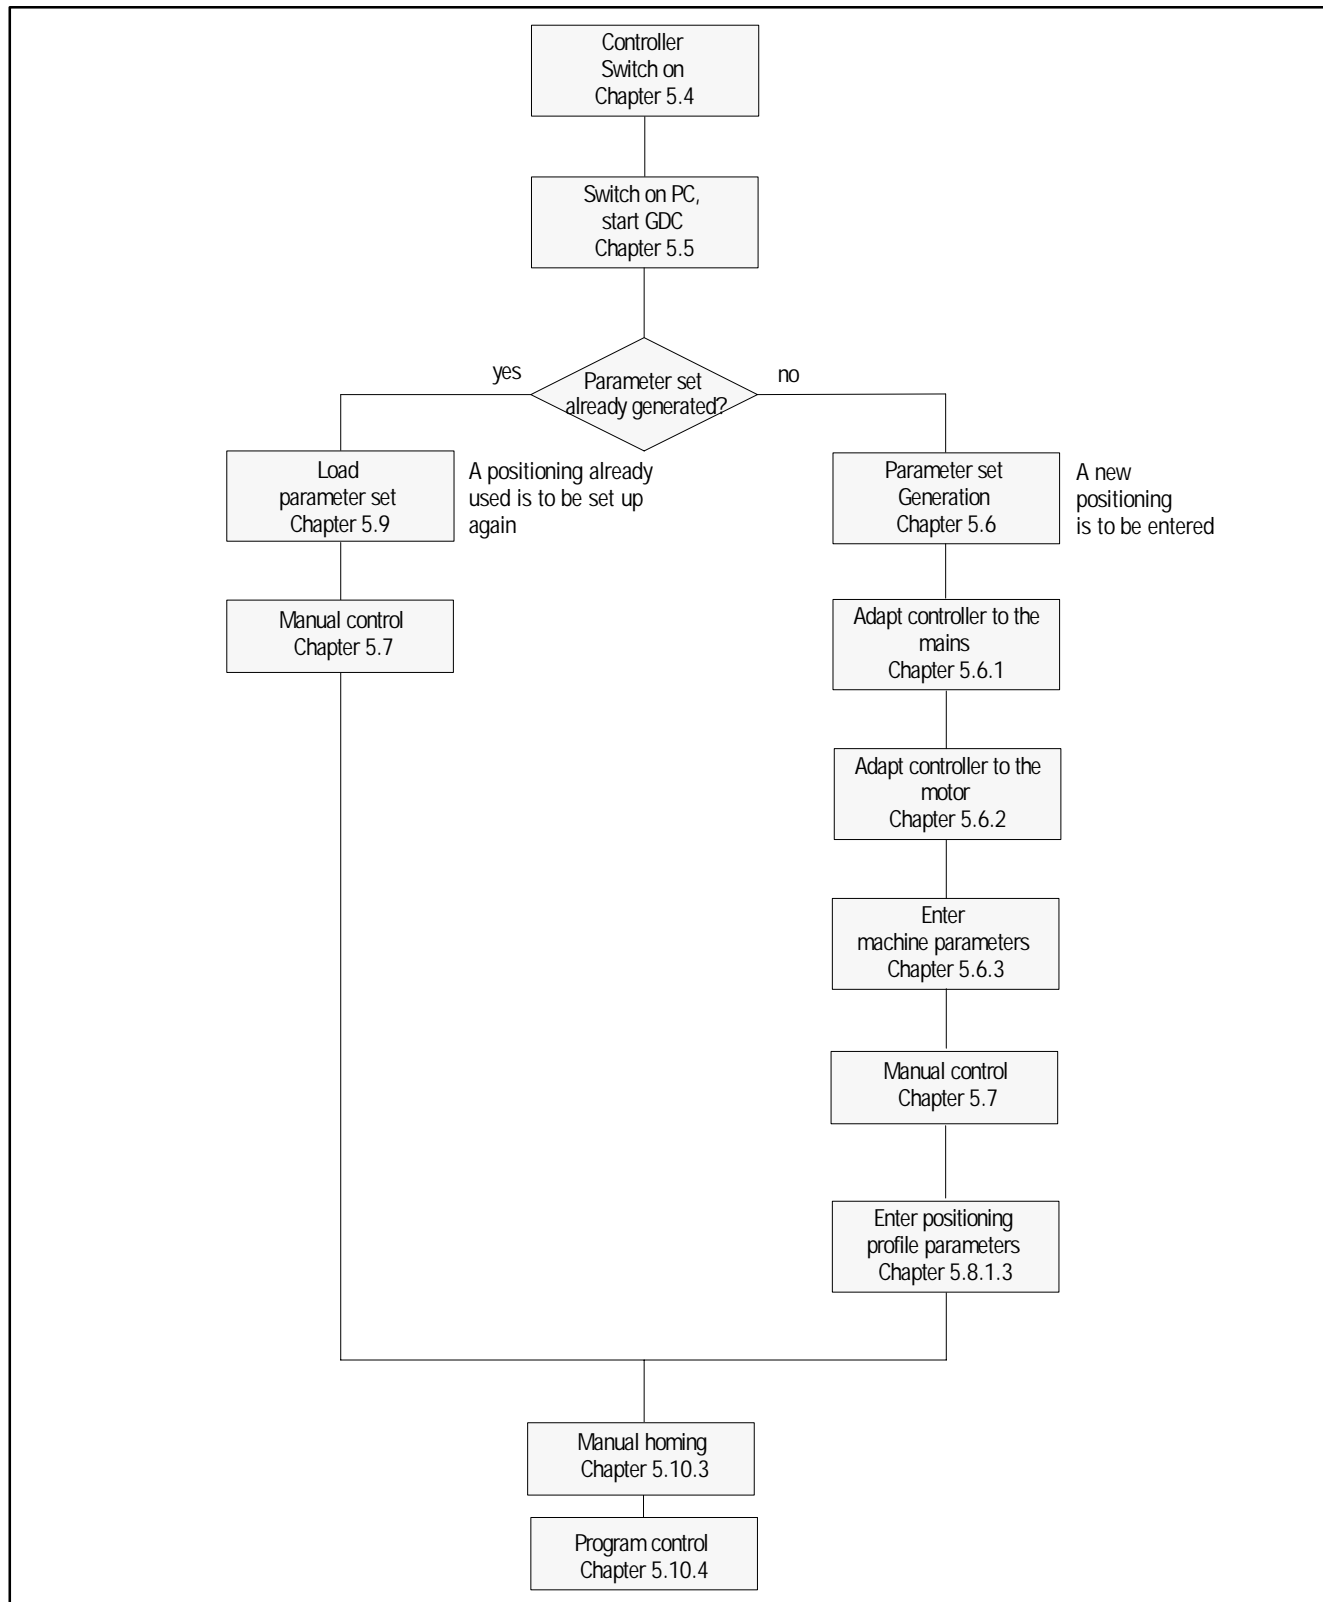 Controller
Switch on
Chapter 5.4
Switch on PC,
start GDC
Chapter 5.5
yes
Parameter set
already generated?
no
Load
parameter set
Chapter 5.9
A positioning already
used is to be set up
again
Parameter set
Generation
Chapter 5.6
A new
positioning
is to be entered
Manual control
Chapter 5.7
Adapt controller to the
mains
Chapter 5.6.1
Adapt controller to the
motor
Chapter 5.6.2
Enter
machine parameters
Chapter 5.6.3
Manual control
Chapter 5.7
Enter positioning
profile parameters
Chapter 5.8.1.3
Manual homing
Chapter 5.10.3
Program control
Chapter 5.10.4